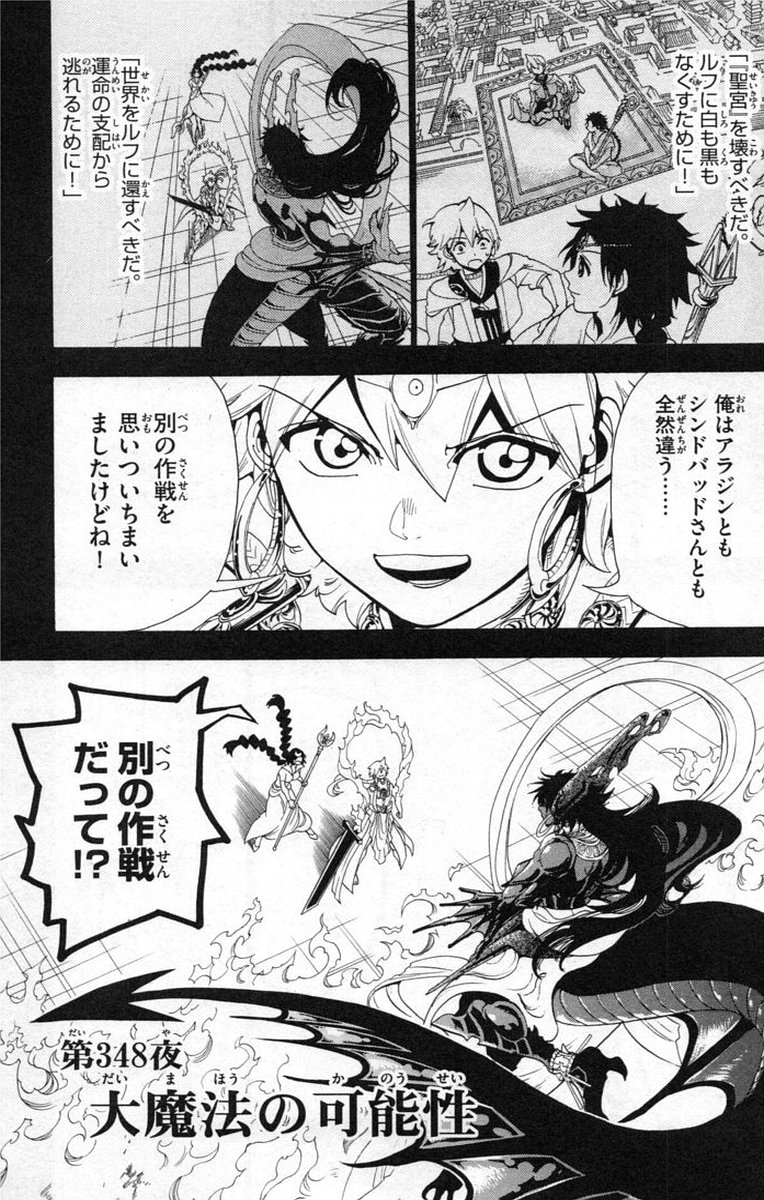 「『聖宮』を壊すべきだ。
ルフに白も黒も
なくすために！」
「世界をルフに還すべきだ。
運命の支配から
逃れるために！」
俺はアラジンとも
シンドバッドさんとも
全然違う……
別の作戦を
思いついちまい
ましたけどね！
別の作戦
だって!?
第348夜
大魔法の可能性